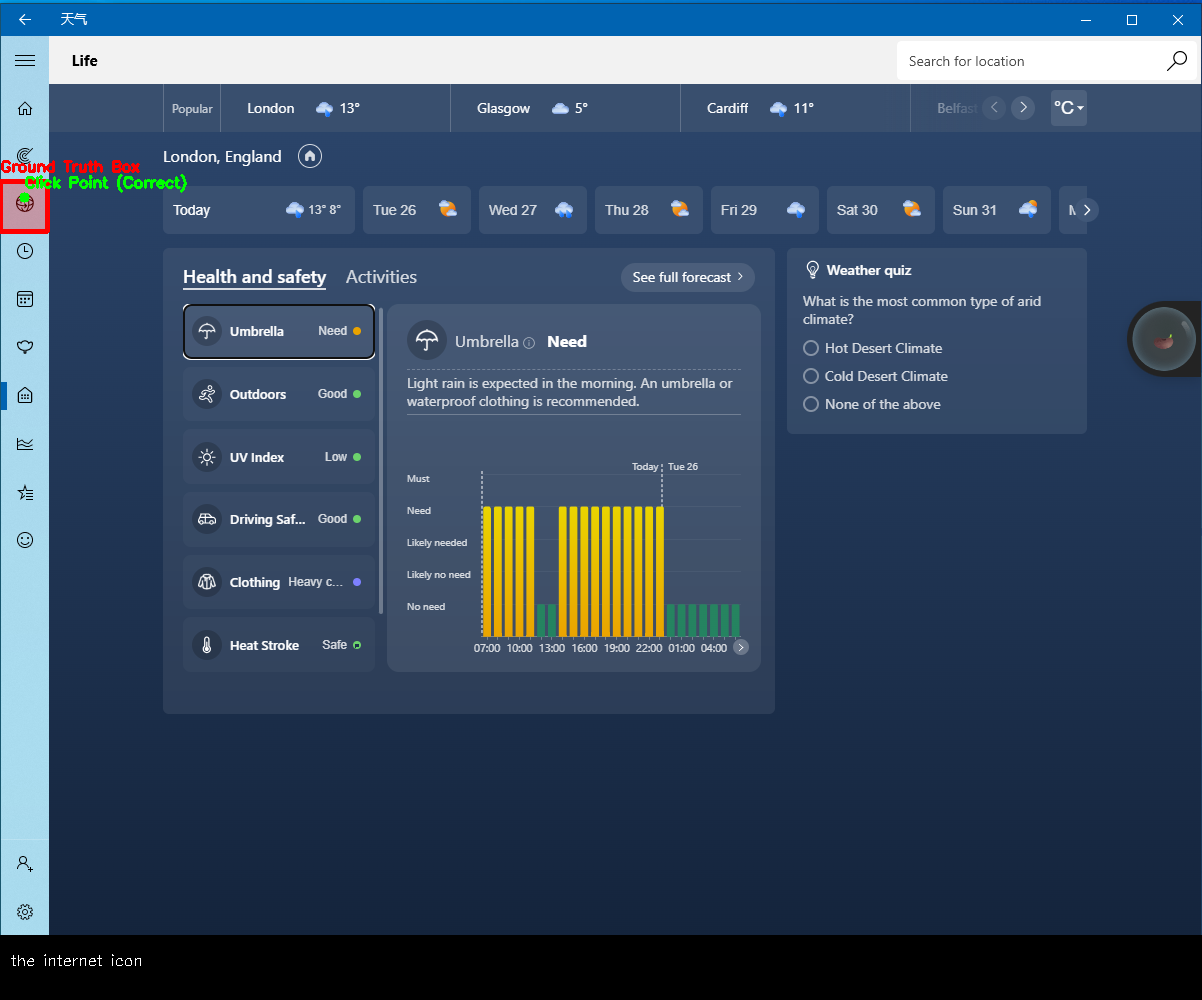 天气
Life
Search for location
Popular
London 13°
Glasgow 5°
Cardiff 11°
Belfast
°C
Ground Truth Box
Click Point (Correct)
London, England
Today 13° 8°
Tue 26
Wed 27
Thu 28
Fri 29
Sat 30
Sun 31
Health and safety
Activities
See full forecast
Umbrella Need
Outdoors Good
UV Index Low
Driving Saf... Good
Clothing Heavy c...
Heat Stroke Safe
Umbrella Need
Light rain is expected in the morning. An umbrella or
waterproof clothing is recommended.
Today Tue 26
Must
Need
Likely needed
Likely no need
No need
07:00 10:00 13:00 16:00 19:00 22:00 01:00 04:00
Weather quiz
What is the most common type of arid
climate?
Hot Desert Climate
Cold Desert Climate
None of the above
the internet icon